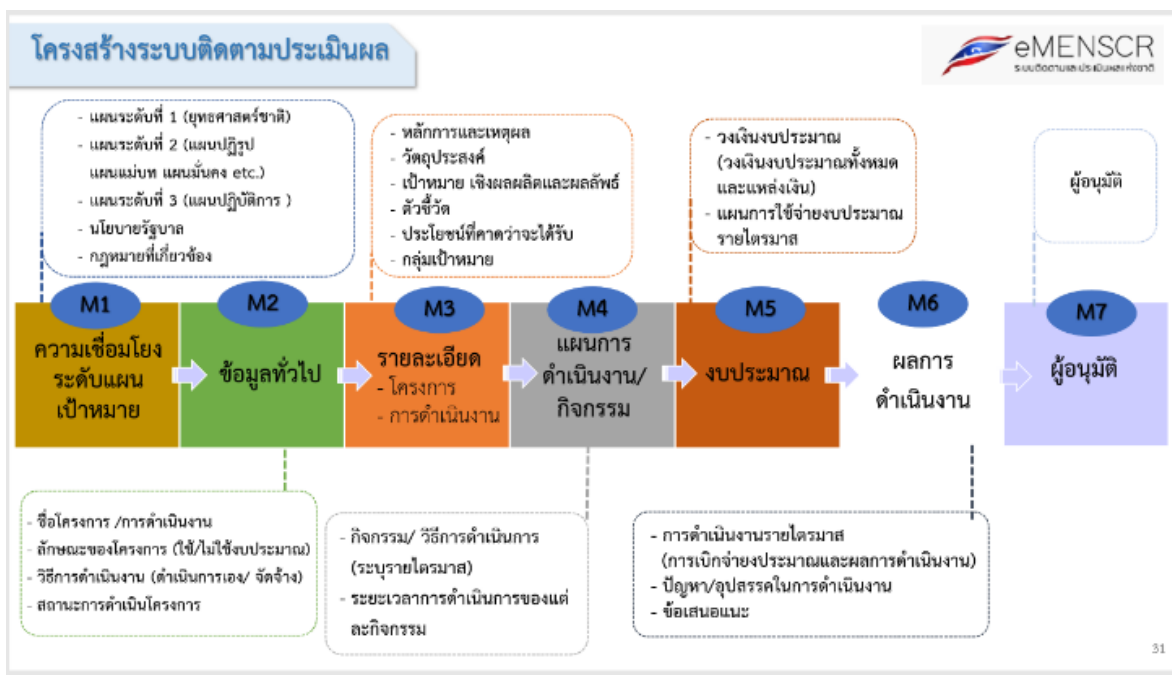 โครงสร้างระบบติดตามประเมินผล
eMENSCR
ระบบติดตามและประเมินผลแห่งชาติ
- แผนระดับที่ 1 (ยุทธศาสตร์ชาติ)
- แผนระดับที่ 2 (แผนปฏิรูป
แผนแม่บท แผนมั่นคง etc.)
- แผนระดับที่ 3 (แผนปฏิบัติการ )
- นโยบายรัฐบาล
- กฎหมายที่เกี่ยวข้อง
- หลักการและเหตุผล
- วัตถุประสงค์
- เป้าหมาย เชิงผลผลิตและผลลัพธ์
- ตัวชี้วัด
- ประโยชน์ที่คาดว่าจะได้รับ
- กลุ่มเป้าหมาย
- วงเงินงบประมาณ
(วงเงินงบประมาณทั้งหมด
และแหล่งเงิน)
- แผนการใช้จ่ายงบประมาณ
รายไตรมาส
ผู้อนุมัติ
M1
ความเชื่อมโยง
ระดับแผน
เป้าหมาย
M2
ข้อมูลทั่วไป
M3
รายละเอียด
- โครงการ
- การดำเนินงาน
M4
แผนการ
ดำเนินงาน/
กิจกรรม
M5
งบประมาณ
M6
ผลการ
ดำเนินงาน
M7
ผู้อนุมัติ
- ชื่อโครงการ /การดำเนินงาน
- ลักษณะของโครงการ (ใช้/ไม่ใช้งบประมาณ)
- วิธีการดำเนินงาน (ดำเนินการเอง/ จัดจ้าง)
- สถานะการดำเนินโครงการ
- กิจกรรม/ วิธีการดำเนินการ
(ระบุรายไตรมาส)
- ระยะเวลาการดำเนินการของแต่
ละกิจกรรม
- การดำเนินงานรายไตรมาส
(การเบิกจ่ายงบประมาณและผลการดำเนินงาน)
- ปัญหา/อุปสรรคในการดำเนินงาน
- ข้อเสนอแนะ
31